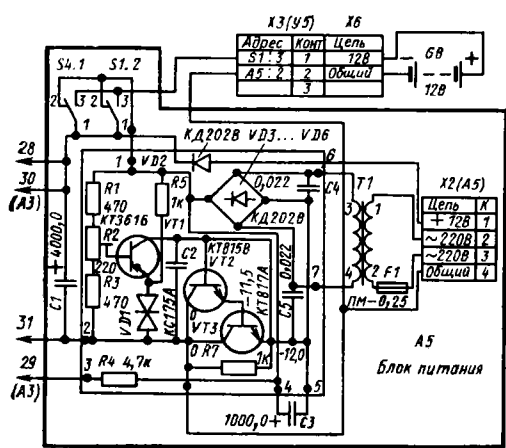 X3(У5) X6
Адрес Конт Цепь
S1:3 1 12В
A5:2 2 Общий
3
GB
+
12В
S4.1 S1.2
2 3 2 3
1 1
28
30
(А3)
31
29
(А3)
1 VD2
КД202В VD3...VD6
6
R1
470
R5
1к
КТ361б
VT1
0,022
C4
T1
X2(А5)
Цепь К
+12В 1
~220В 2
~220В 3
Общий 4
3 1
4 2
КД202В
+4000,0
C1
R2
220
R3
470
VD1
КС175А
C2
КТ815В
VT2
-11,5
КТ817А
VT3
0,022
C5
7
F1
ПМ-0,25
2
0
0
R7
1к
-12,0
3 R4 4,7к
4 5
1000,0+
C3
А5
Блок питания